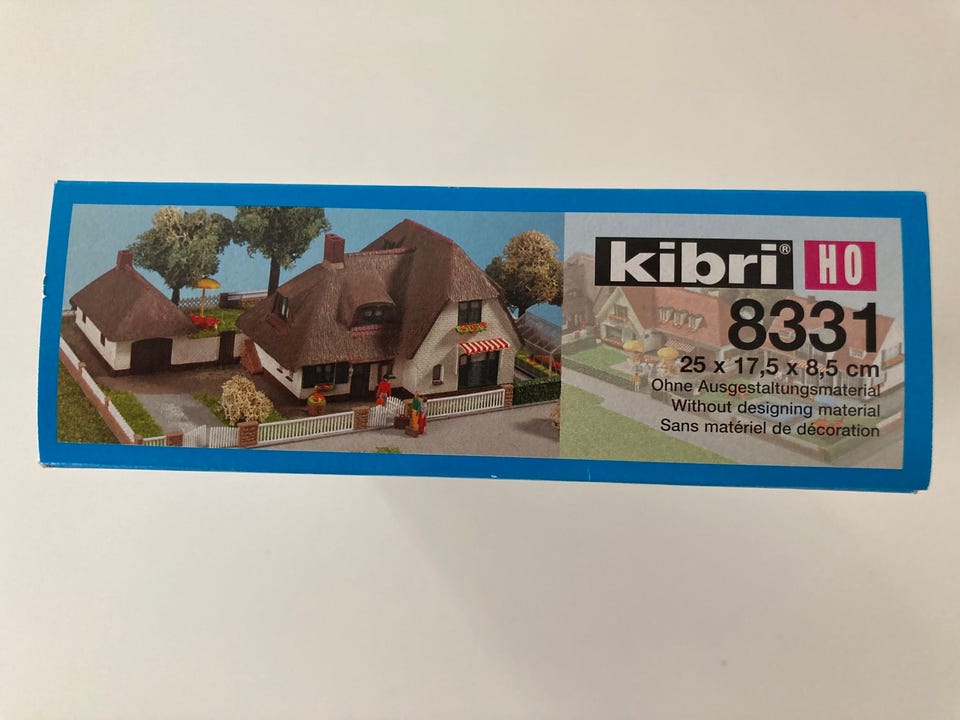 kibri® HO
8331
25 x 17,5 x 8,5 cm
Ohne Ausgestaltungsmaterial
Without designing material
Sans matériel de décoration